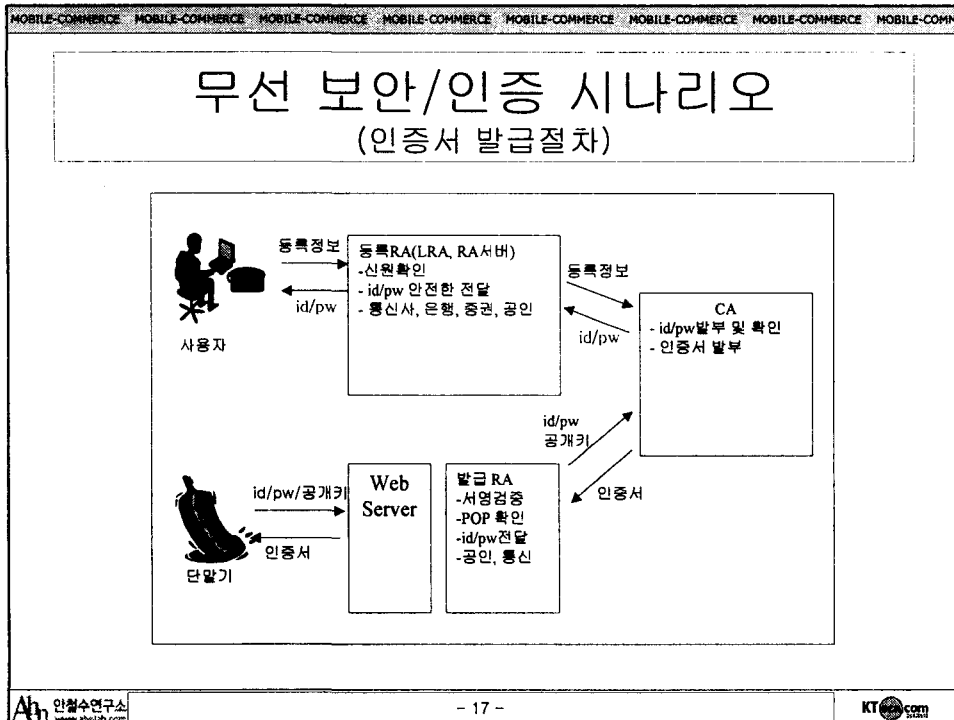 MOBILE-COMMERCE MOBILE-COMMERCE MOBILE-COMMERCE MOBILE-COMMERCE MOBILE-COMMERCE MOBILE-COMMERCE MOBILE-COMMERCE MOBILE-COMM
무선 보안/인증 시나리오
(인증서 발급절차)
등록정보
id/pw
사용자
등록RA(LRA, RA서버)
-신원확인
- id/pw 안전한 전달
- 통신사, 은행, 증권, 공인
등록정보
id/pw
CA
- id/pw발부 및 확인
- 인증서 발부
id/pw
공개키
인증서
id/pw/공개키
인증서
단말기
Web
Server
발급 RA
-서명검증
-POP 확인
-id/pw전달
-공인, 통신
Ahn 안철수연구소
- 17 -